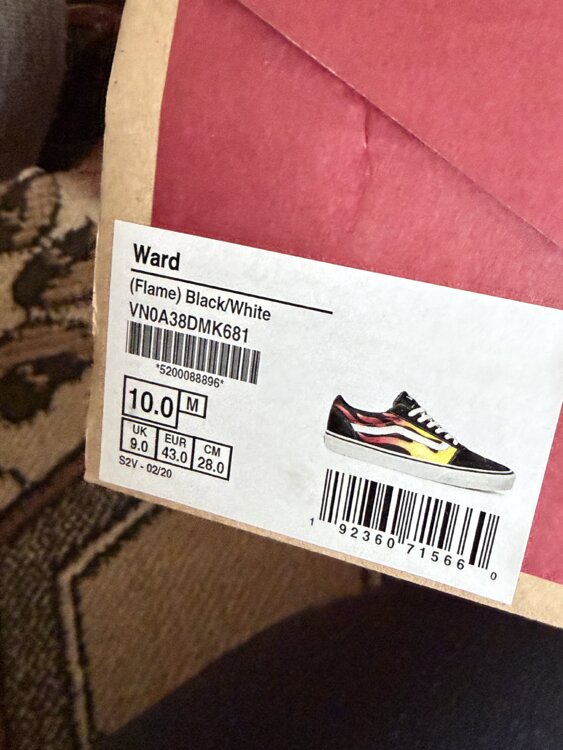 Ward
(Flame) Black/White
VN0A38DMK681
*5200088896*
10.0 M
UK 9.0 EUR 43.0 CM 28.0
S2V - 02/20
1 92360 71566 0